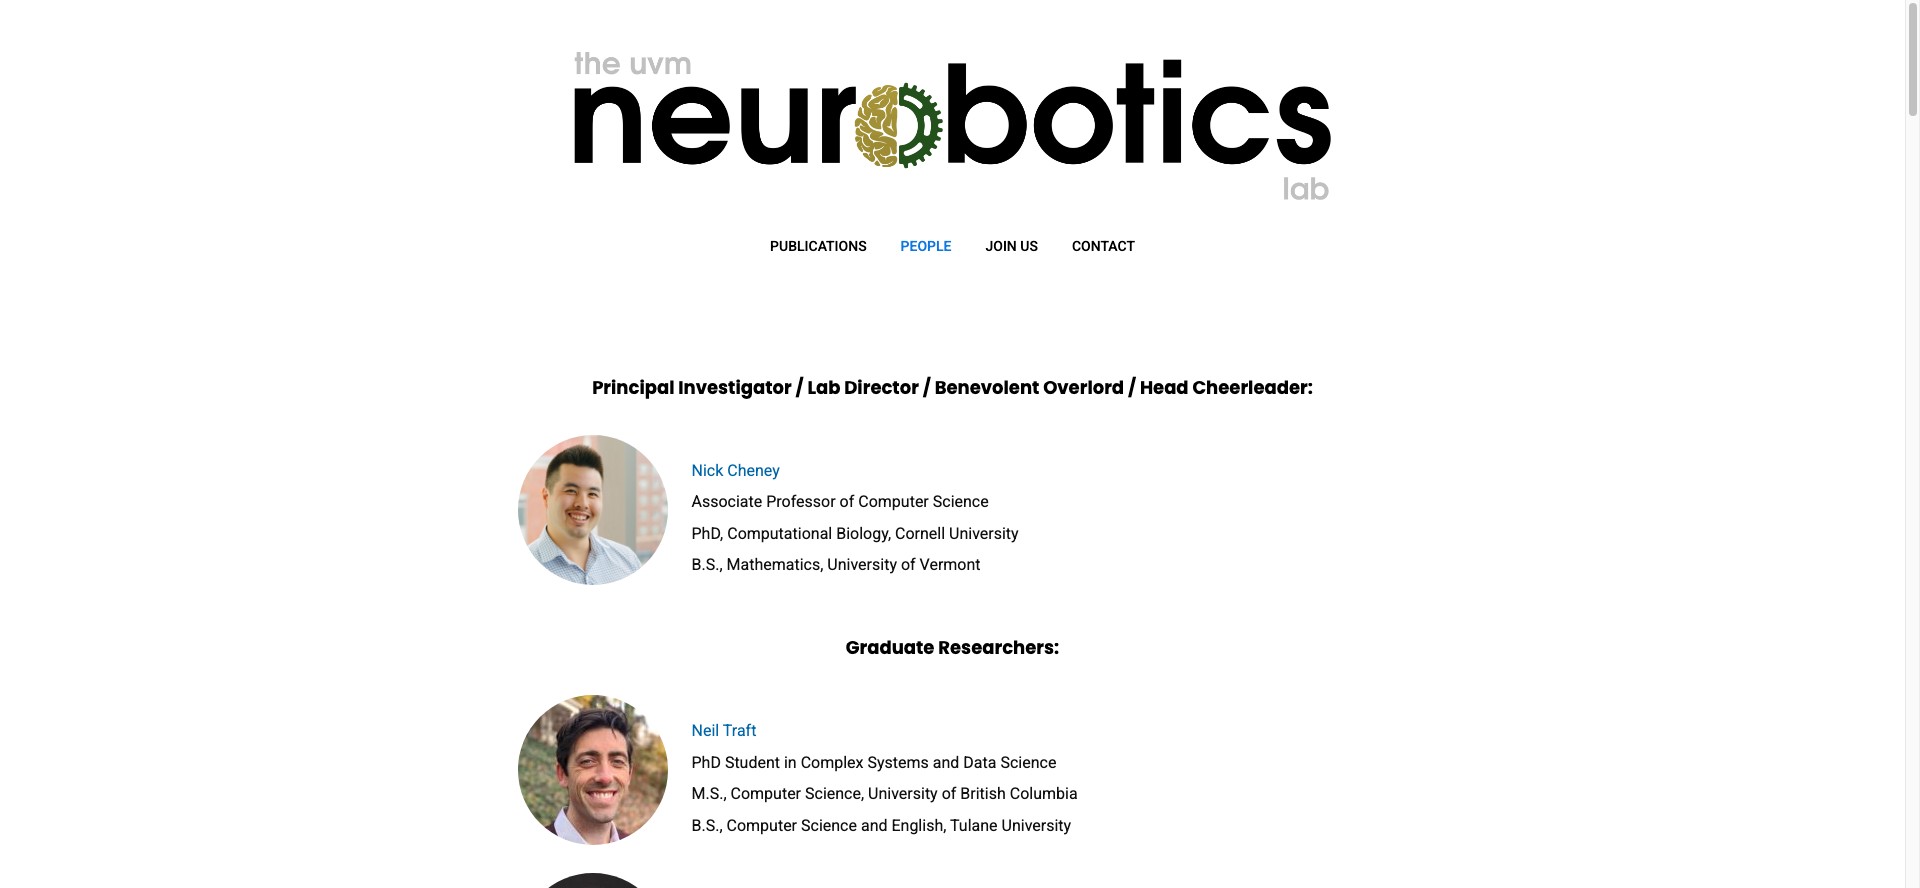 the uvm
neurobotics
lab
PUBLICATIONS PEOPLE JOIN US CONTACT
Principal Investigator / Lab Director / Benevolent Overlord / Head Cheerleader:
Nick Cheney
Associate Professor of Computer Science
PhD, Computational Biology, Cornell University
B.S., Mathematics, University of Vermont
Graduate Researchers:
Neil Traft
PhD Student in Complex Systems and Data Science
M.S., Computer Science, University of British Columbia
B.S., Computer Science and English, Tulane University